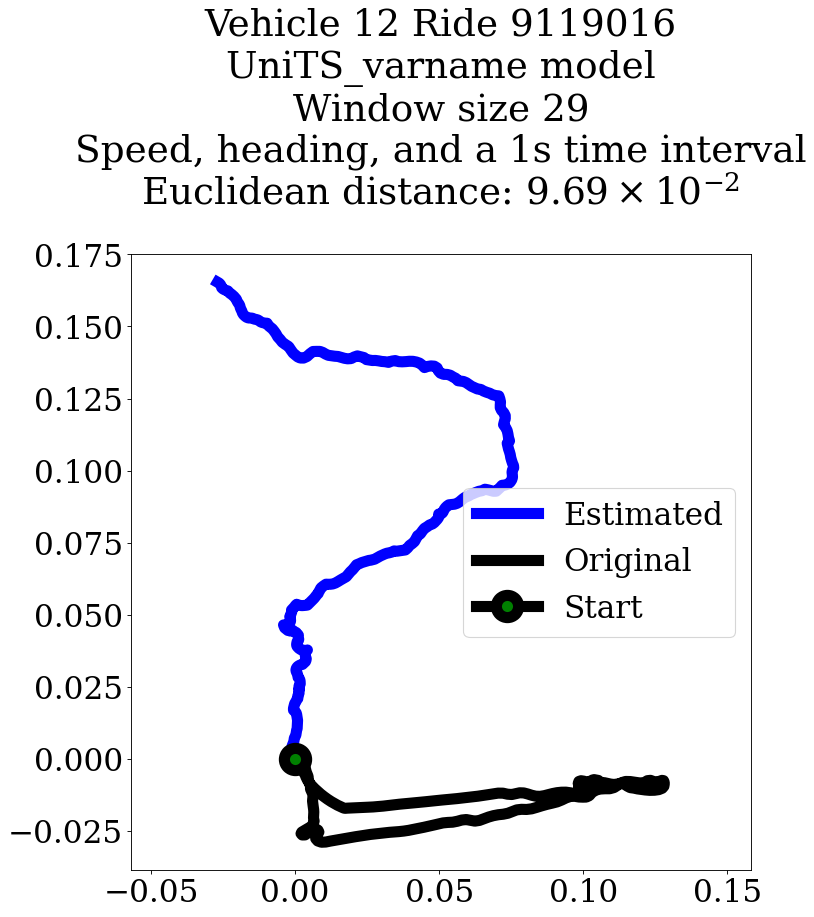 Vehicle 12 Ride 9119016
UniTS_varname model
Window size 29
Speed, heading, and a 1s time interval
Euclidean distance: 9.69 × 10⁻²
0.175
0.150
0.125
0.100
0.075
0.050
0.025
0.000
−0.025
Estimated
Original
Start
−0.05 0.00 0.05 0.10 0.15